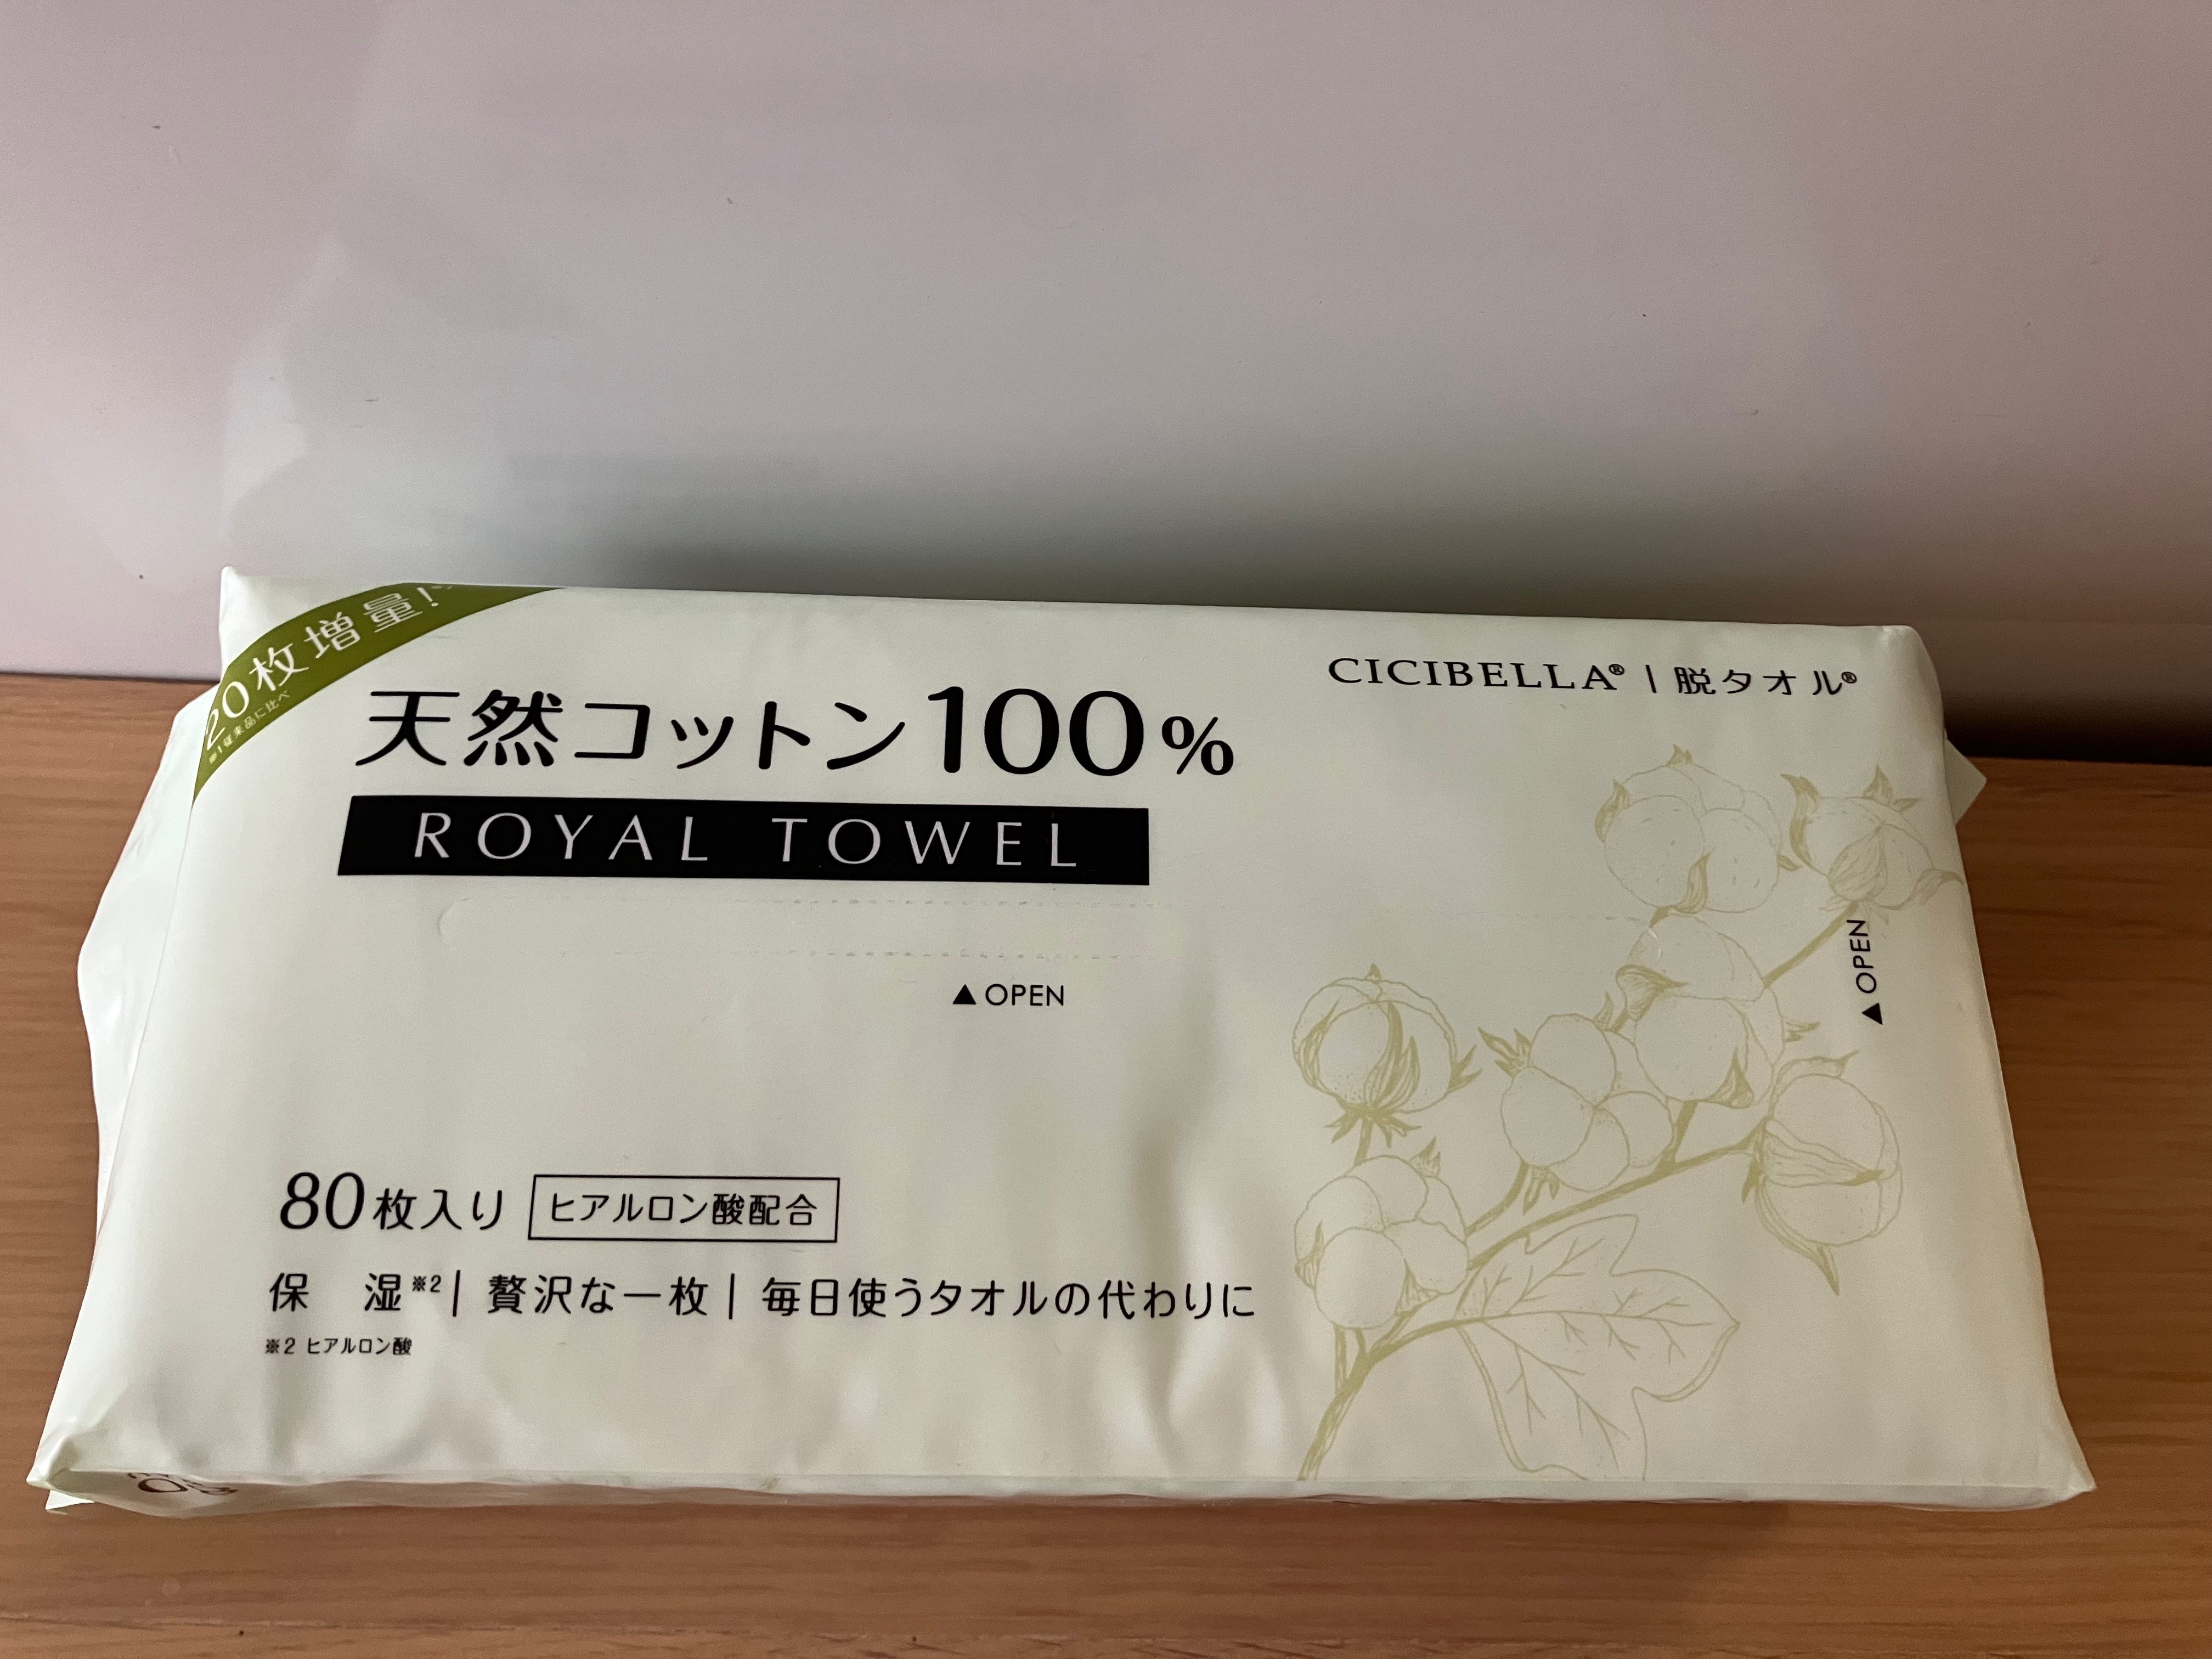 20枚増量!
※1従来品に比べ
CICIBELLA® | 脱タオル®
天然コットン100%
ROYAL TOWEL
▲OPEN
▲OPEN
80枚入り ヒアルロン酸配合
保 湿※2 | 贅沢な一枚 | 毎日使うタオルの代わりに
※2 ヒアルロン酸